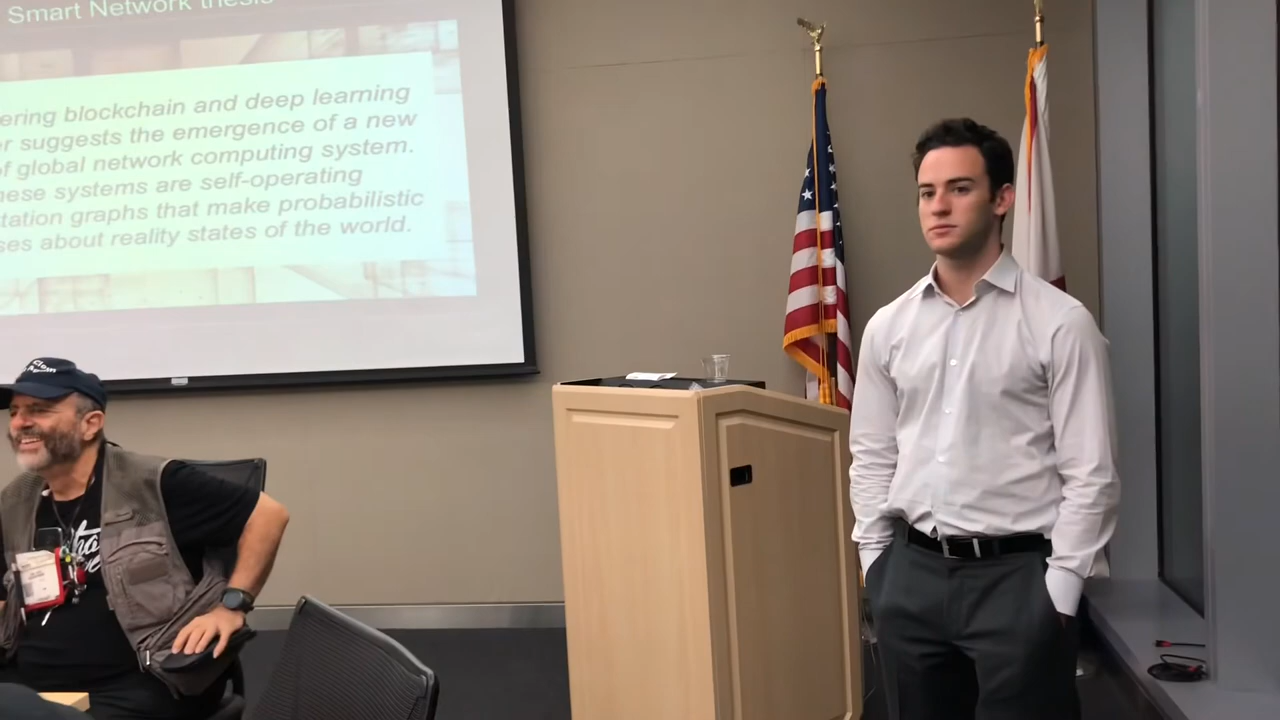 Smart Network thesis
ering blockchain and deep learning
er suggests the emergence of a new
of global network computing system.
hese systems are self-operating
tation graphs that make probabilistic
ses about reality states of the world.